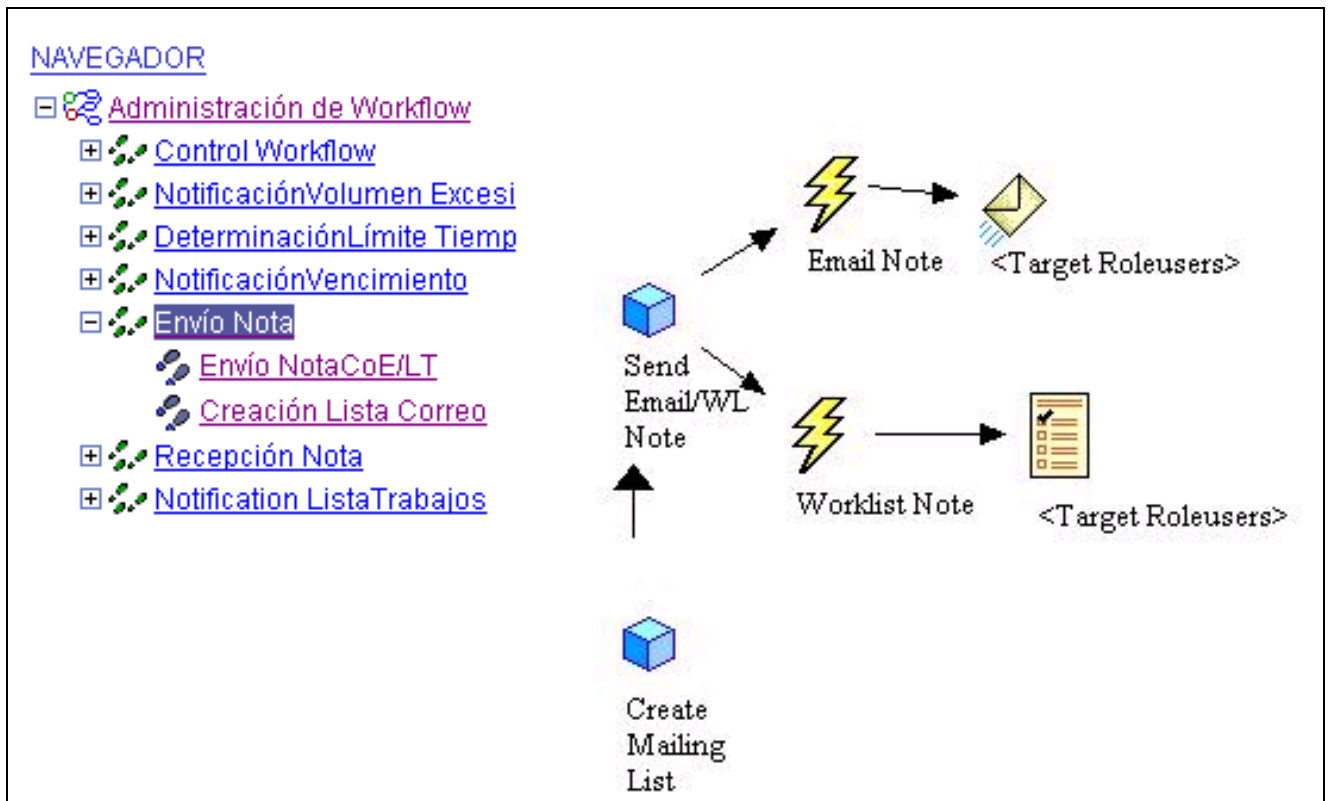 NAVEGADOR
Administración de Workflow
Control Workflow
NotificaciónVolumen Excesi
DeterminaciónLímite Tiemp
NotificaciónVencimiento
Envío Nota
Envío NotaCoE/LT
Creación Lista Correo
Recepción Nota
Notification ListaTrabajos
Email Note
<Target Roleusers>
Send
Email/WL
Note
Worklist Note
<Target Roleusers>
Create
Mailing
List